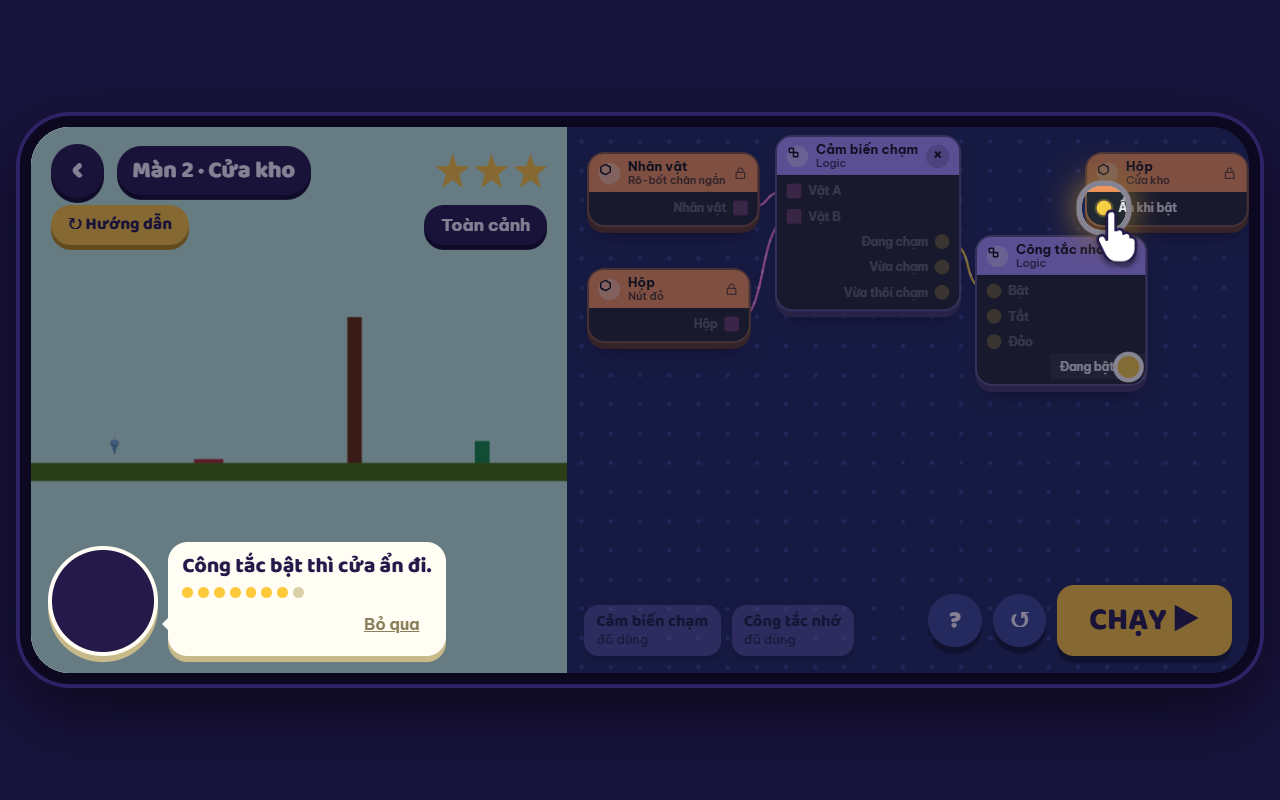 Màn 2 · Cửa kho
↻ Hướng dẫn
Toàn cảnh
Công tắc bật thì cửa ẩn đi.
Bỏ qua
Nhân vật
Rô-bốt chăn ngắn
Nhân vật
Hộp
Nút đỏ
Hộp
Cảm biến chạm
Logic
Vật A
Vật B
Đang chạm
Vừa chạm
Vừa thôi chạm
Hộp
Cửa kho
khi bật
Công tắc
Logic
Bật
Tắt
Đảo
Đang bật
Cảm biến chạm
đã dùng
Công tắc nhớ
đã dùng
?
CHẠY